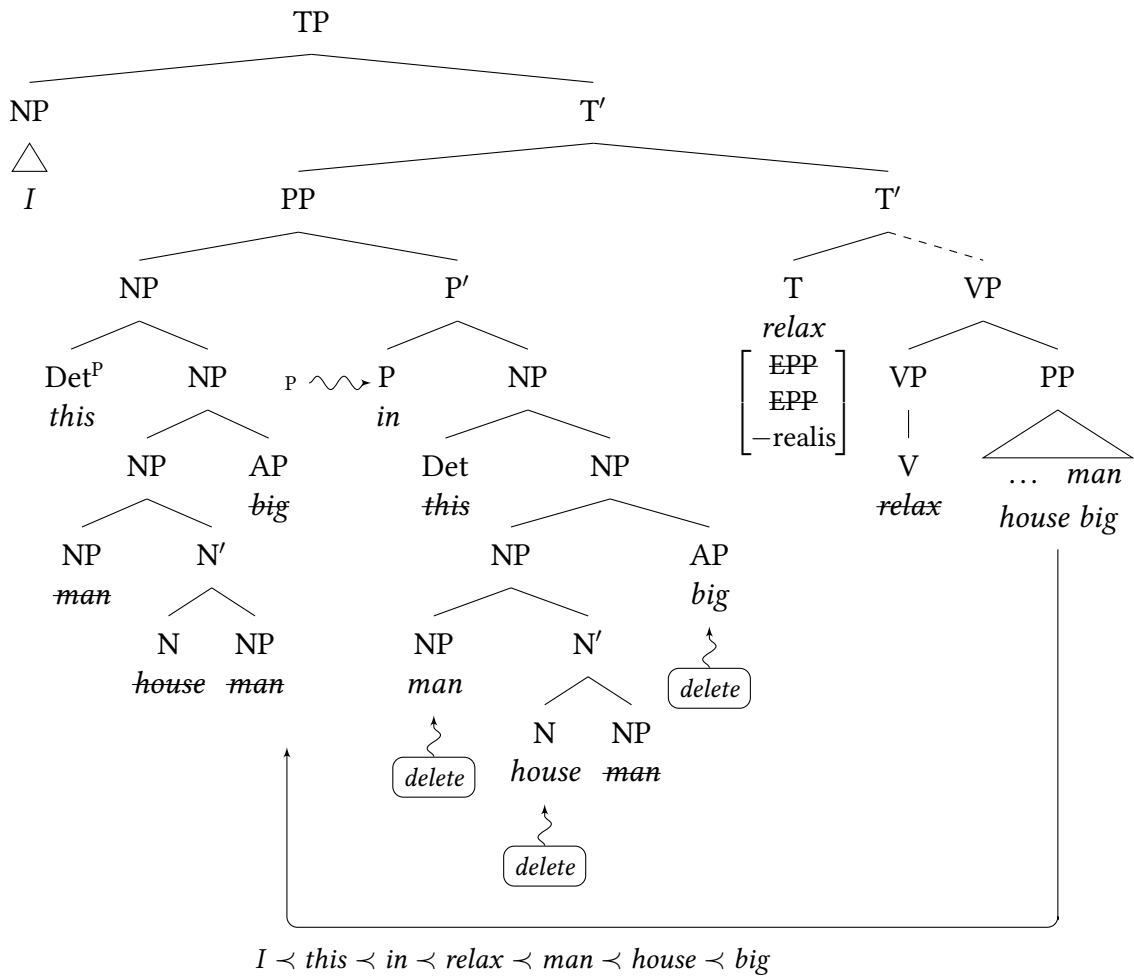 TP
NP T′
I PP T′
NP P′ T VP
relax
Detᴾ NP P P NP [EPP VP PP
this in EPP
−realis]
NP AP Det NP V … man
big this relax house big
NP N′ NP AP
man big
N NP NP N′
house man man delete
N NP
delete house man
delete
I ≺ this ≺ in ≺ relax ≺ man ≺ house ≺ big